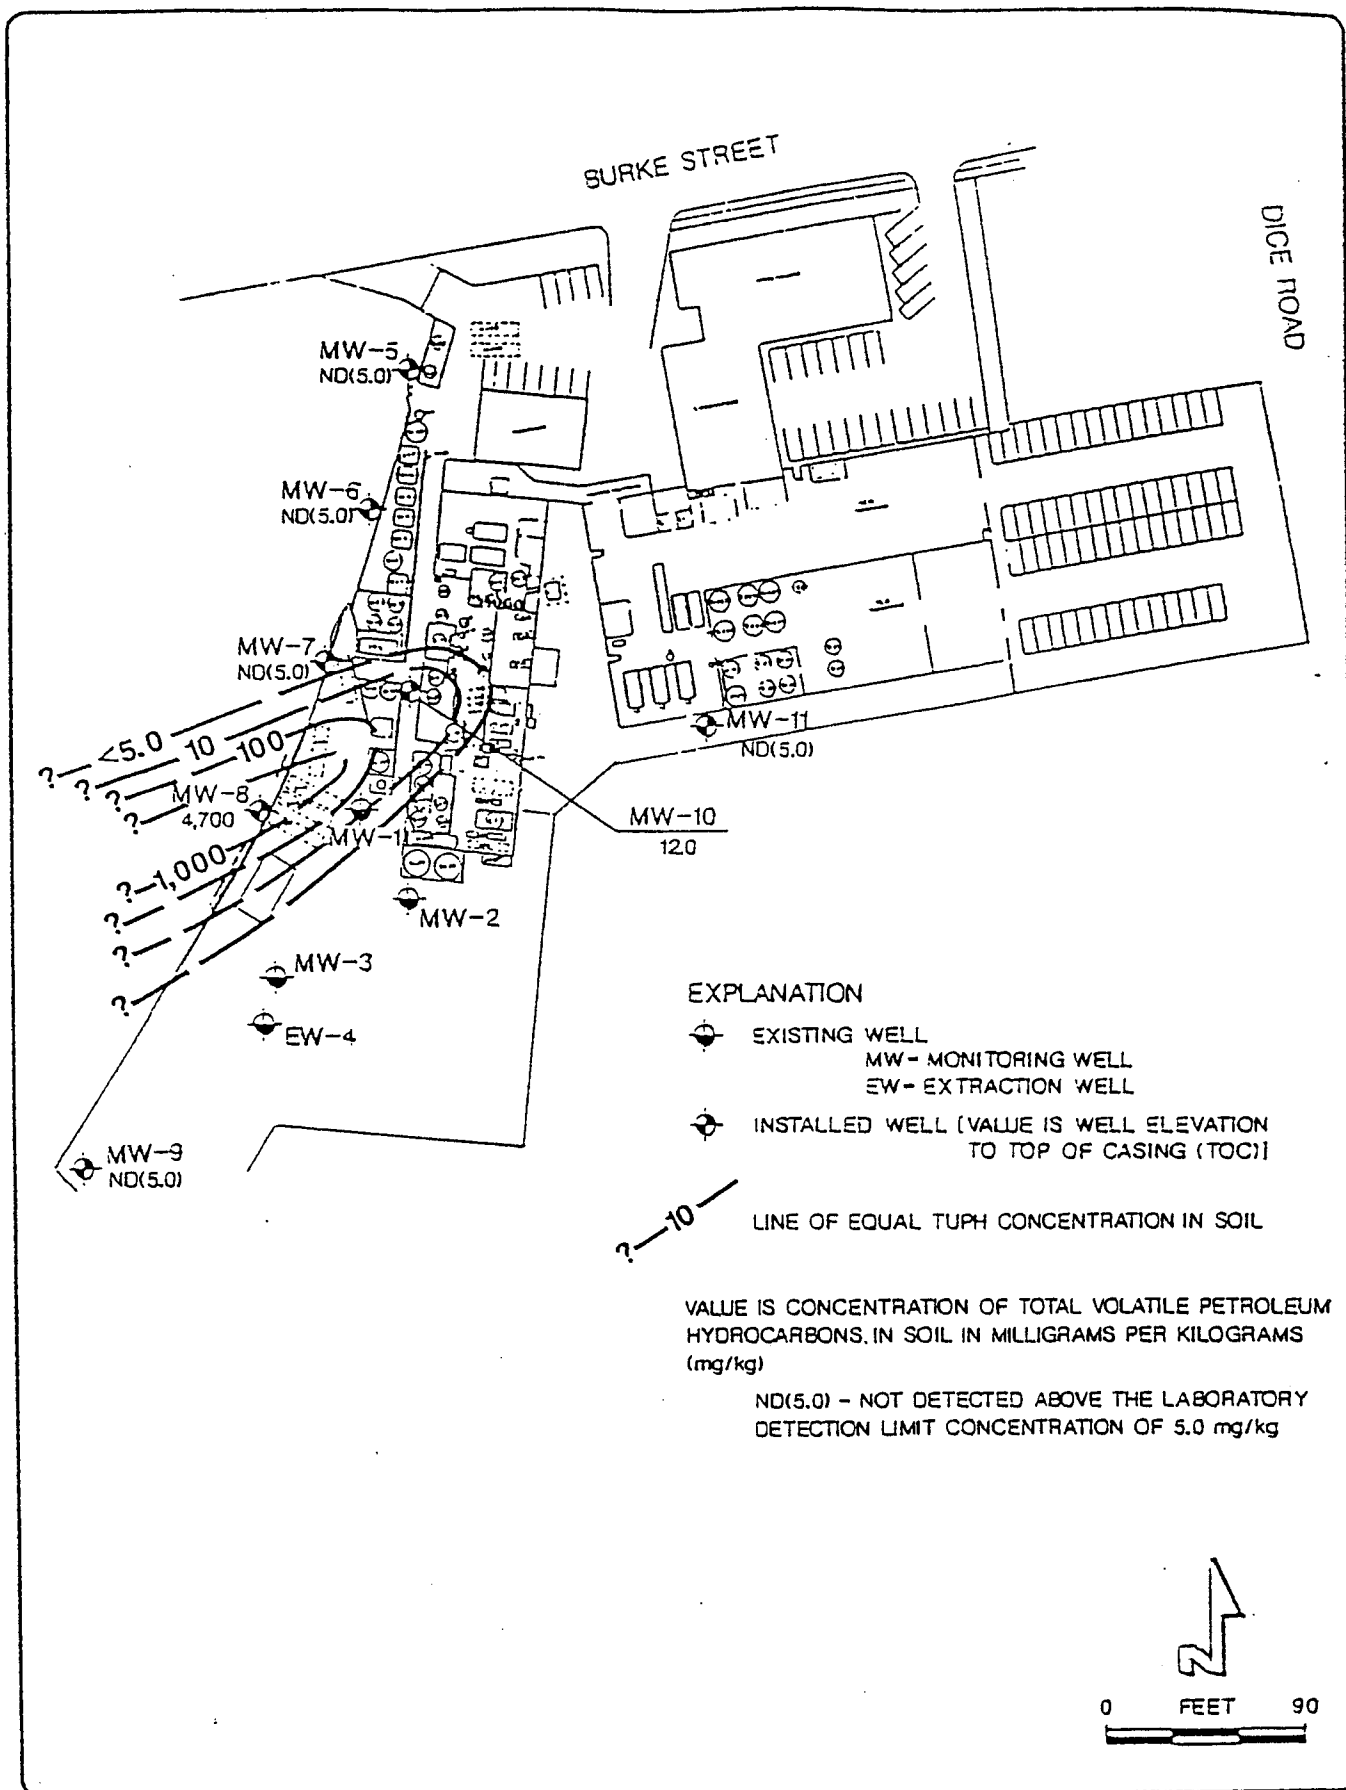 BURKE STREET
DICE ROAD
MW-5
ND(5.0)
MW-6
ND(5.0)
MW-7
ND(5.0)
?
<5.0
?
10
?
100
MW-8
4,700
?
MW-11
ND(5.0)
MW-10
12.0
MW-1
?
1,000
?
MW-2
?
MW-3
?
EW-4
MW-9
ND(5.0)
EXPLANATION
EXISTING WELL
MW- MONITORING WELL
EW- EXTRACTION WELL
INSTALLED WELL [VALUE IS WELL ELEVATION
TO TOP OF CASING (TOC)]
?
10
LINE OF EQUAL TUPH CONCENTRATION IN SOIL
VALUE IS CONCENTRATION OF TOTAL VOLATILE PETROLEUM
HYDROCARBONS. IN SOIL IN MILLIGRAMS PER KILOGRAMS
(mg/kg)
ND(5.0) - NOT DETECTED ABOVE THE LABORATORY
DETECTION LIMIT CONCENTRATION OF 5.0 mg/kg
N
0 FEET 90